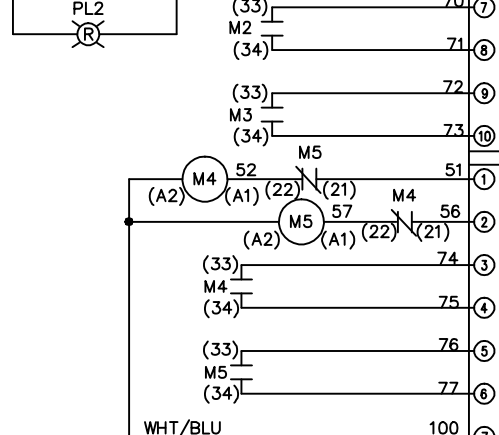 PL2
R
(33) 70 7
M2
(34) 71 8
(33) 72 9
M3
(34) 73 10
M5
M4 52 51 1
(A2) (A1) (22) (21)
M4
M5 57 56 2
(A2) (A1) (22) (21)
(33) 74 3
M4
(34) 75 4
(33) 76 5
M5
(34) 77 6
WHT/BLU 100